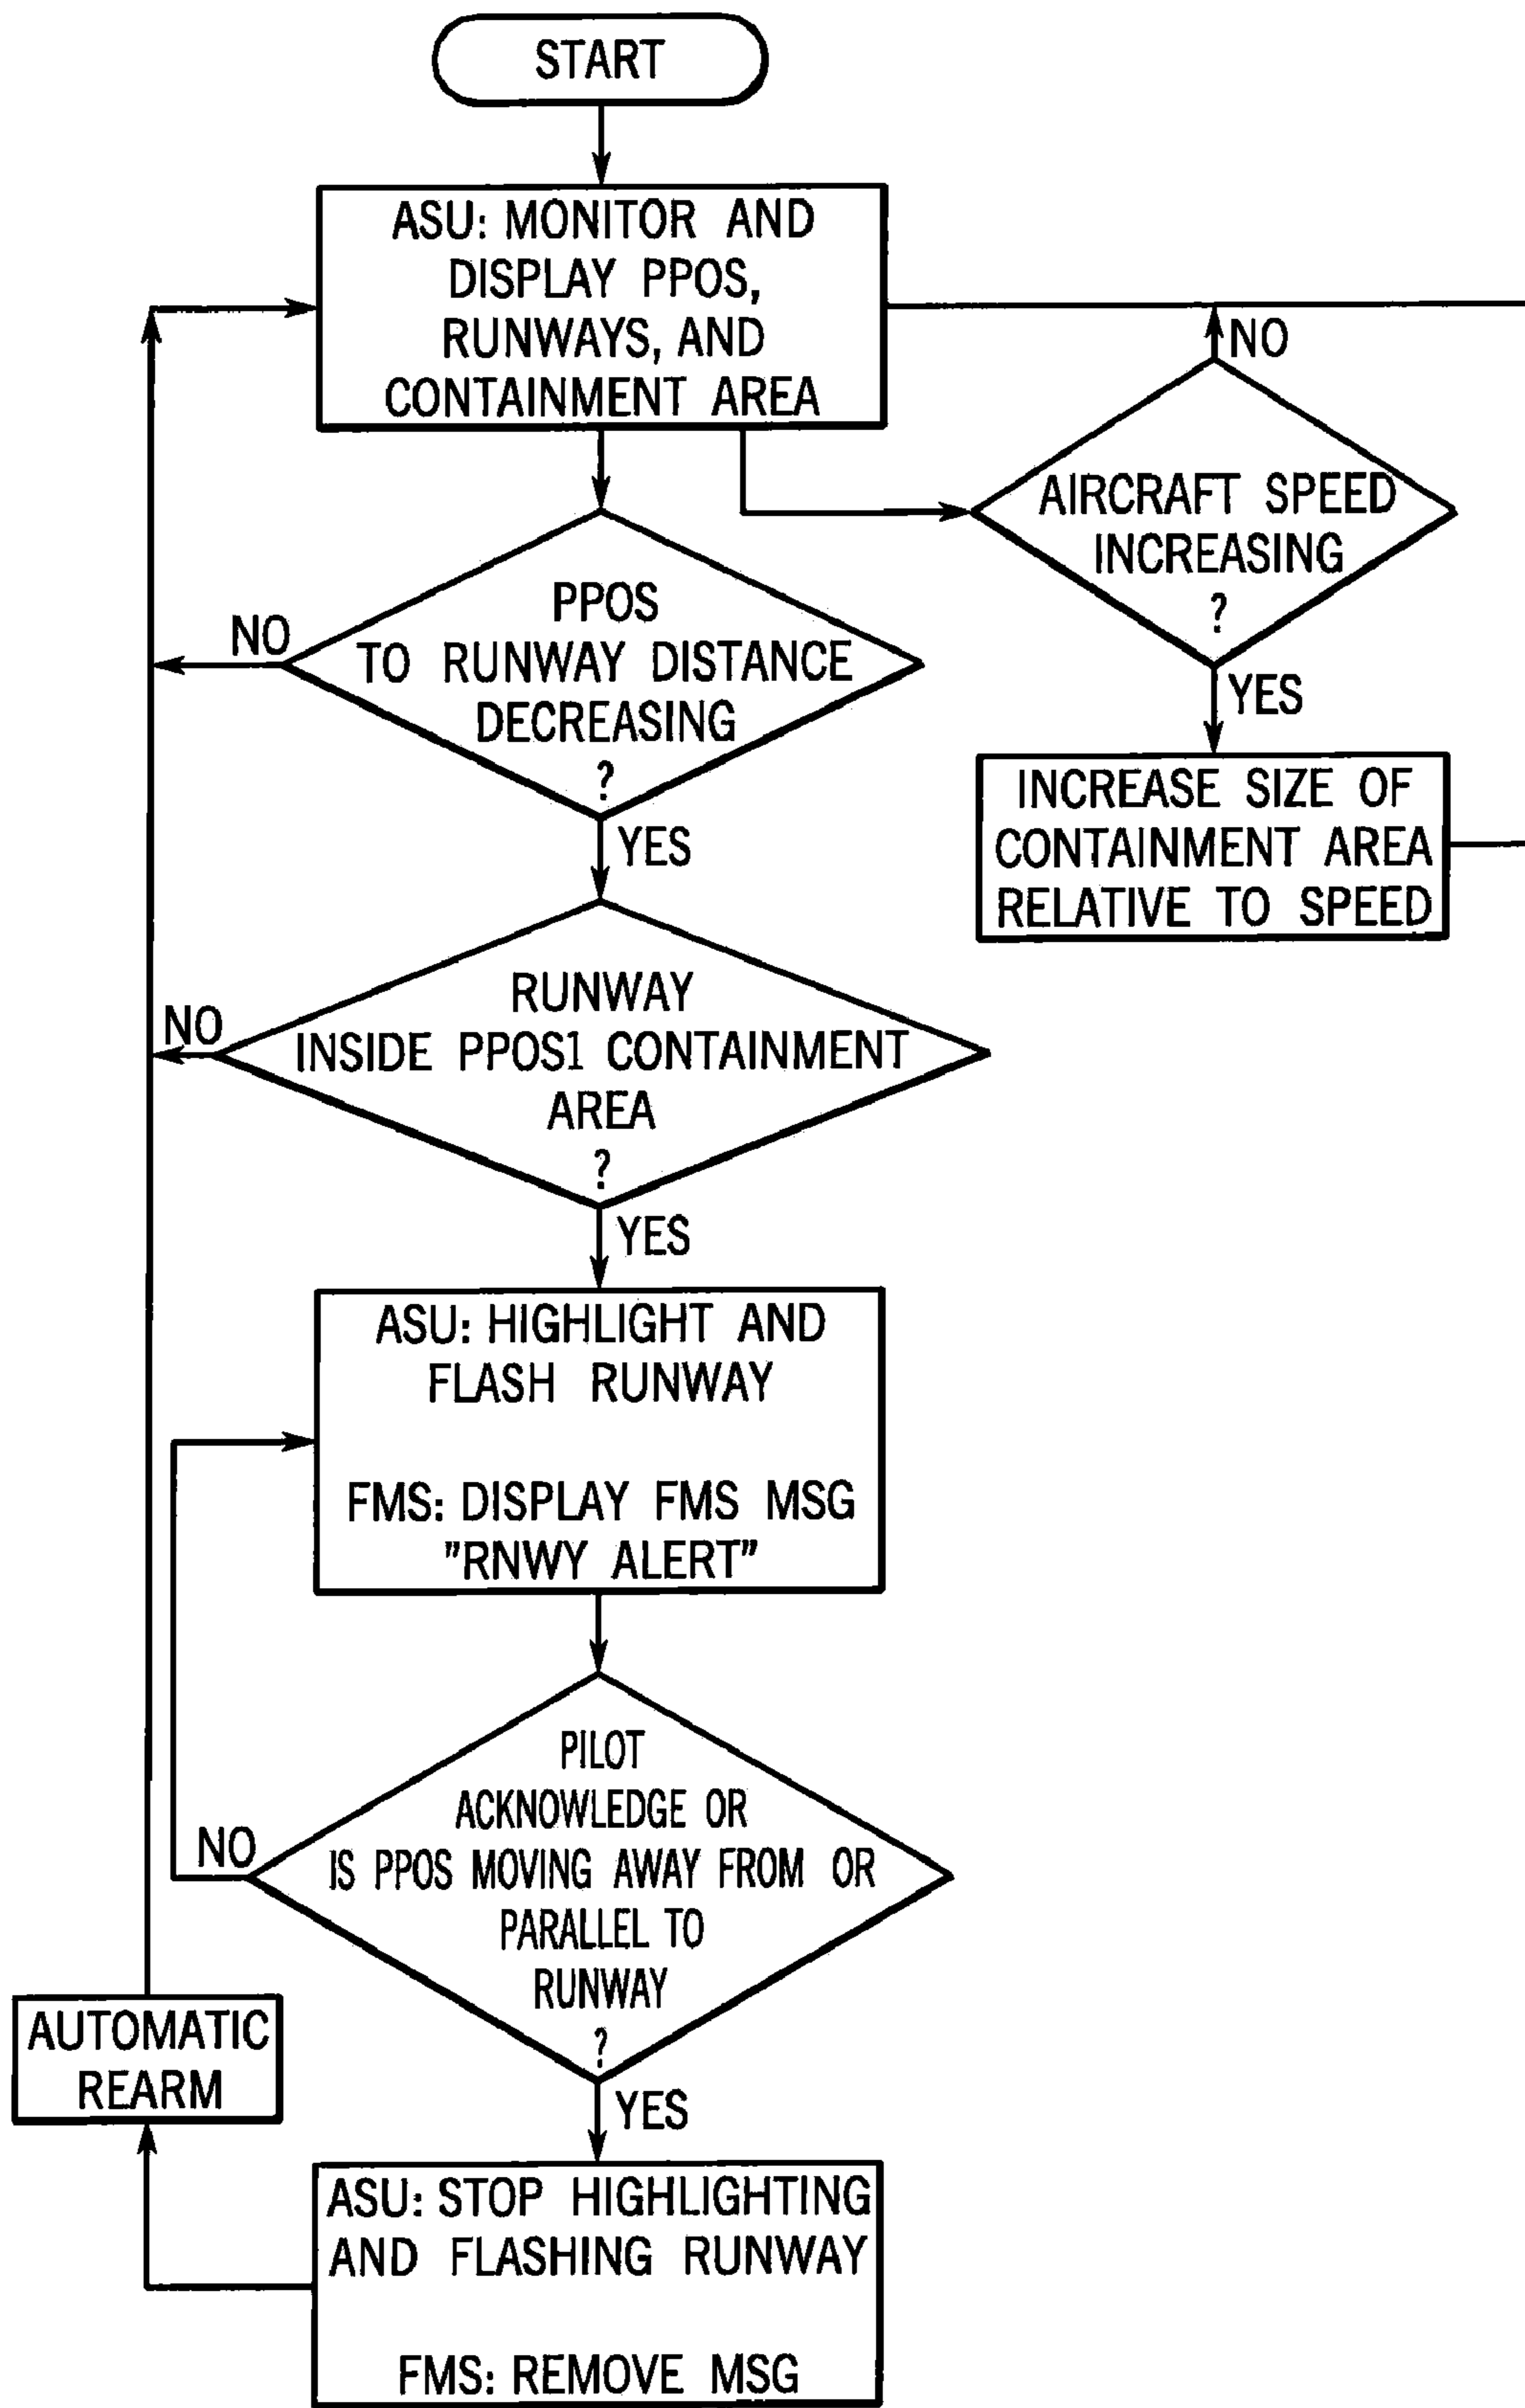 START
ASU: MONITOR AND
DISPLAY PPOS,
RUNWAYS, AND
CONTAINMENT AREA
NO
AIRCRAFT SPEED
INCREASING
?
YES
INCREASE SIZE OF
CONTAINMENT AREA
RELATIVE TO SPEED
PPOS
TO RUNWAY DISTANCE
DECREASING
?
NO
YES
RUNWAY
INSIDE PPOS1 CONTAINMENT
AREA
?
NO
YES
ASU: HIGHLIGHT AND
FLASH RUNWAY
FMS: DISPLAY FMS MSG
"RNWY ALERT"
PILOT
ACKNOWLEDGE OR
IS PPOS MOVING AWAY FROM OR
PARALLEL TO
RUNWAY
?
NO
YES
AUTOMATIC
REARM
ASU: STOP HIGHLIGHTING
AND FLASHING RUNWAY
FMS: REMOVE MSG